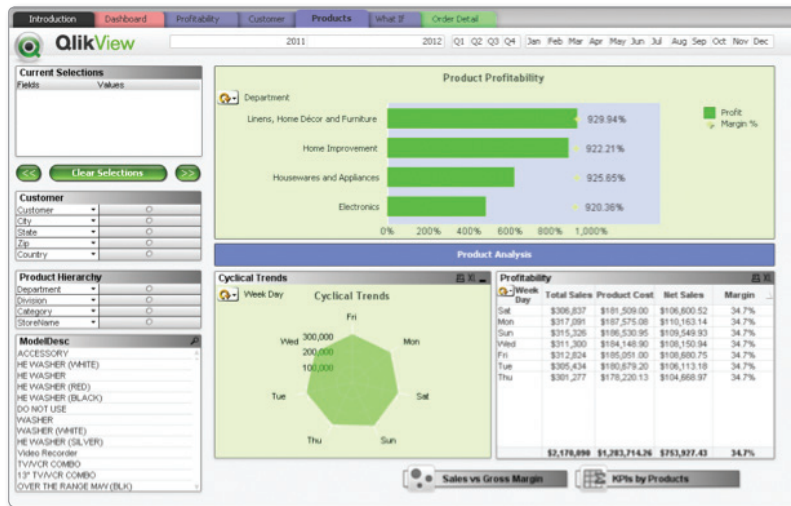 Introduction Dashboard Profitability Customer Products What If Order Detail
QlikView 2011 2012 Q1 Q2 Q3 Q4 Jan Feb Mar Apr May Jun Jul Aug Sep Oct Nov Dec
Current Selections
Fields Values
<< Clear Selections >>
Customer
Customer
City
State
Zip
Country
Product Hierarchy
Department
Division
Category
StoreName
ModelDesc
ACCESSORY
HE WASHER (WHITE)
HE WASHER
HE WASHER (RED)
HE WASHER (BLACK)
DO NOT USE
WASHER
WASHER (WHITE)
HE WASHER (SILVER)
Video Recorder
TV/VCR COMBO
13" TV/VCR COMBO
OVER THE RANGE MW (BLK)
Product Profitability
Department
Linens, Home Décor and Furniture 929.94%
Home Improvement 922.21%
Housewares and Appliances 925.65%
Electronics 920.36%
0% 200% 400% 600% 800% 1,000%
Profit
Margin %
Product Analysis
Cyclical Trends
Week Day Cyclical Trends
Fri
Wed 300,000 Mon
200,000
100,000
Tue Sat
Thu Sun
Profitability XL
Week Day Total Sales Product Cost Net Sales Margin
Sat $306,837 $181,509.00 $106,600.52 34.7%
Mon $317,091 $187,575.08 $110,163.14 34.7%
Sun $315,326 $186,530.95 $109,549.93 34.7%
Wed $311,300 $184,148.90 $108,150.94 34.7%
Fri $312,824 $185,051.00 $108,680.75 34.7%
Tue $305,434 $180,679.20 $106,113.18 34.7%
Thu $301,277 $178,220.13 $104,668.97 34.7%
$1,283,714.26 $753,927.43 34.7%
Sales vs Gross Margin KPIs by Products